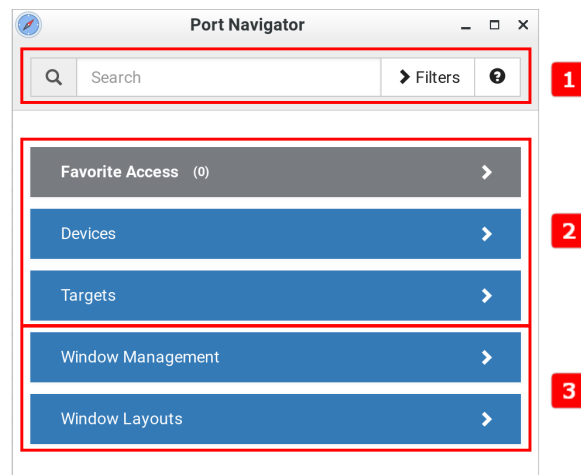 Port Navigator
Search
Filters
1
Favorite Access (0)
Devices
2
Targets
Window Management
3
Window Layouts